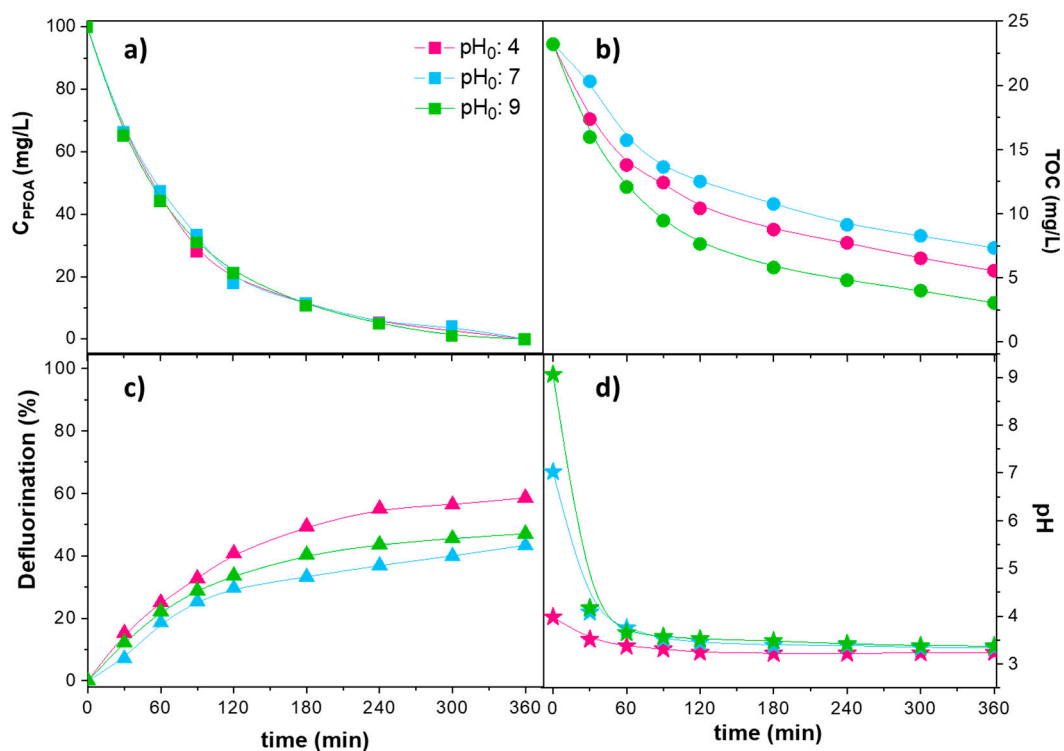 a)
pH₀: 4
pH₀: 7
pH₀: 9
100
80
60
40
20
0
C_PFOA (mg/L)
b)
25
20
15
10
5
0
TOC (mg/L)
c)
100
80
60
40
20
0
Defluorination (%)
0 60 120 180 240 300 360
time (min)
d)
9
8
7
6
5
4
3
pH
60 120 180 240 300 360
time (min)